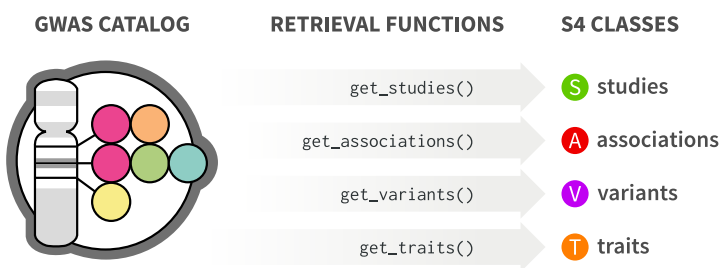 GWAS CATALOG RETRIEVAL FUNCTIONS S4 CLASSES
get_studies() S studies
get_associations() A associations
get_variants() V variants
get_traits() T traits